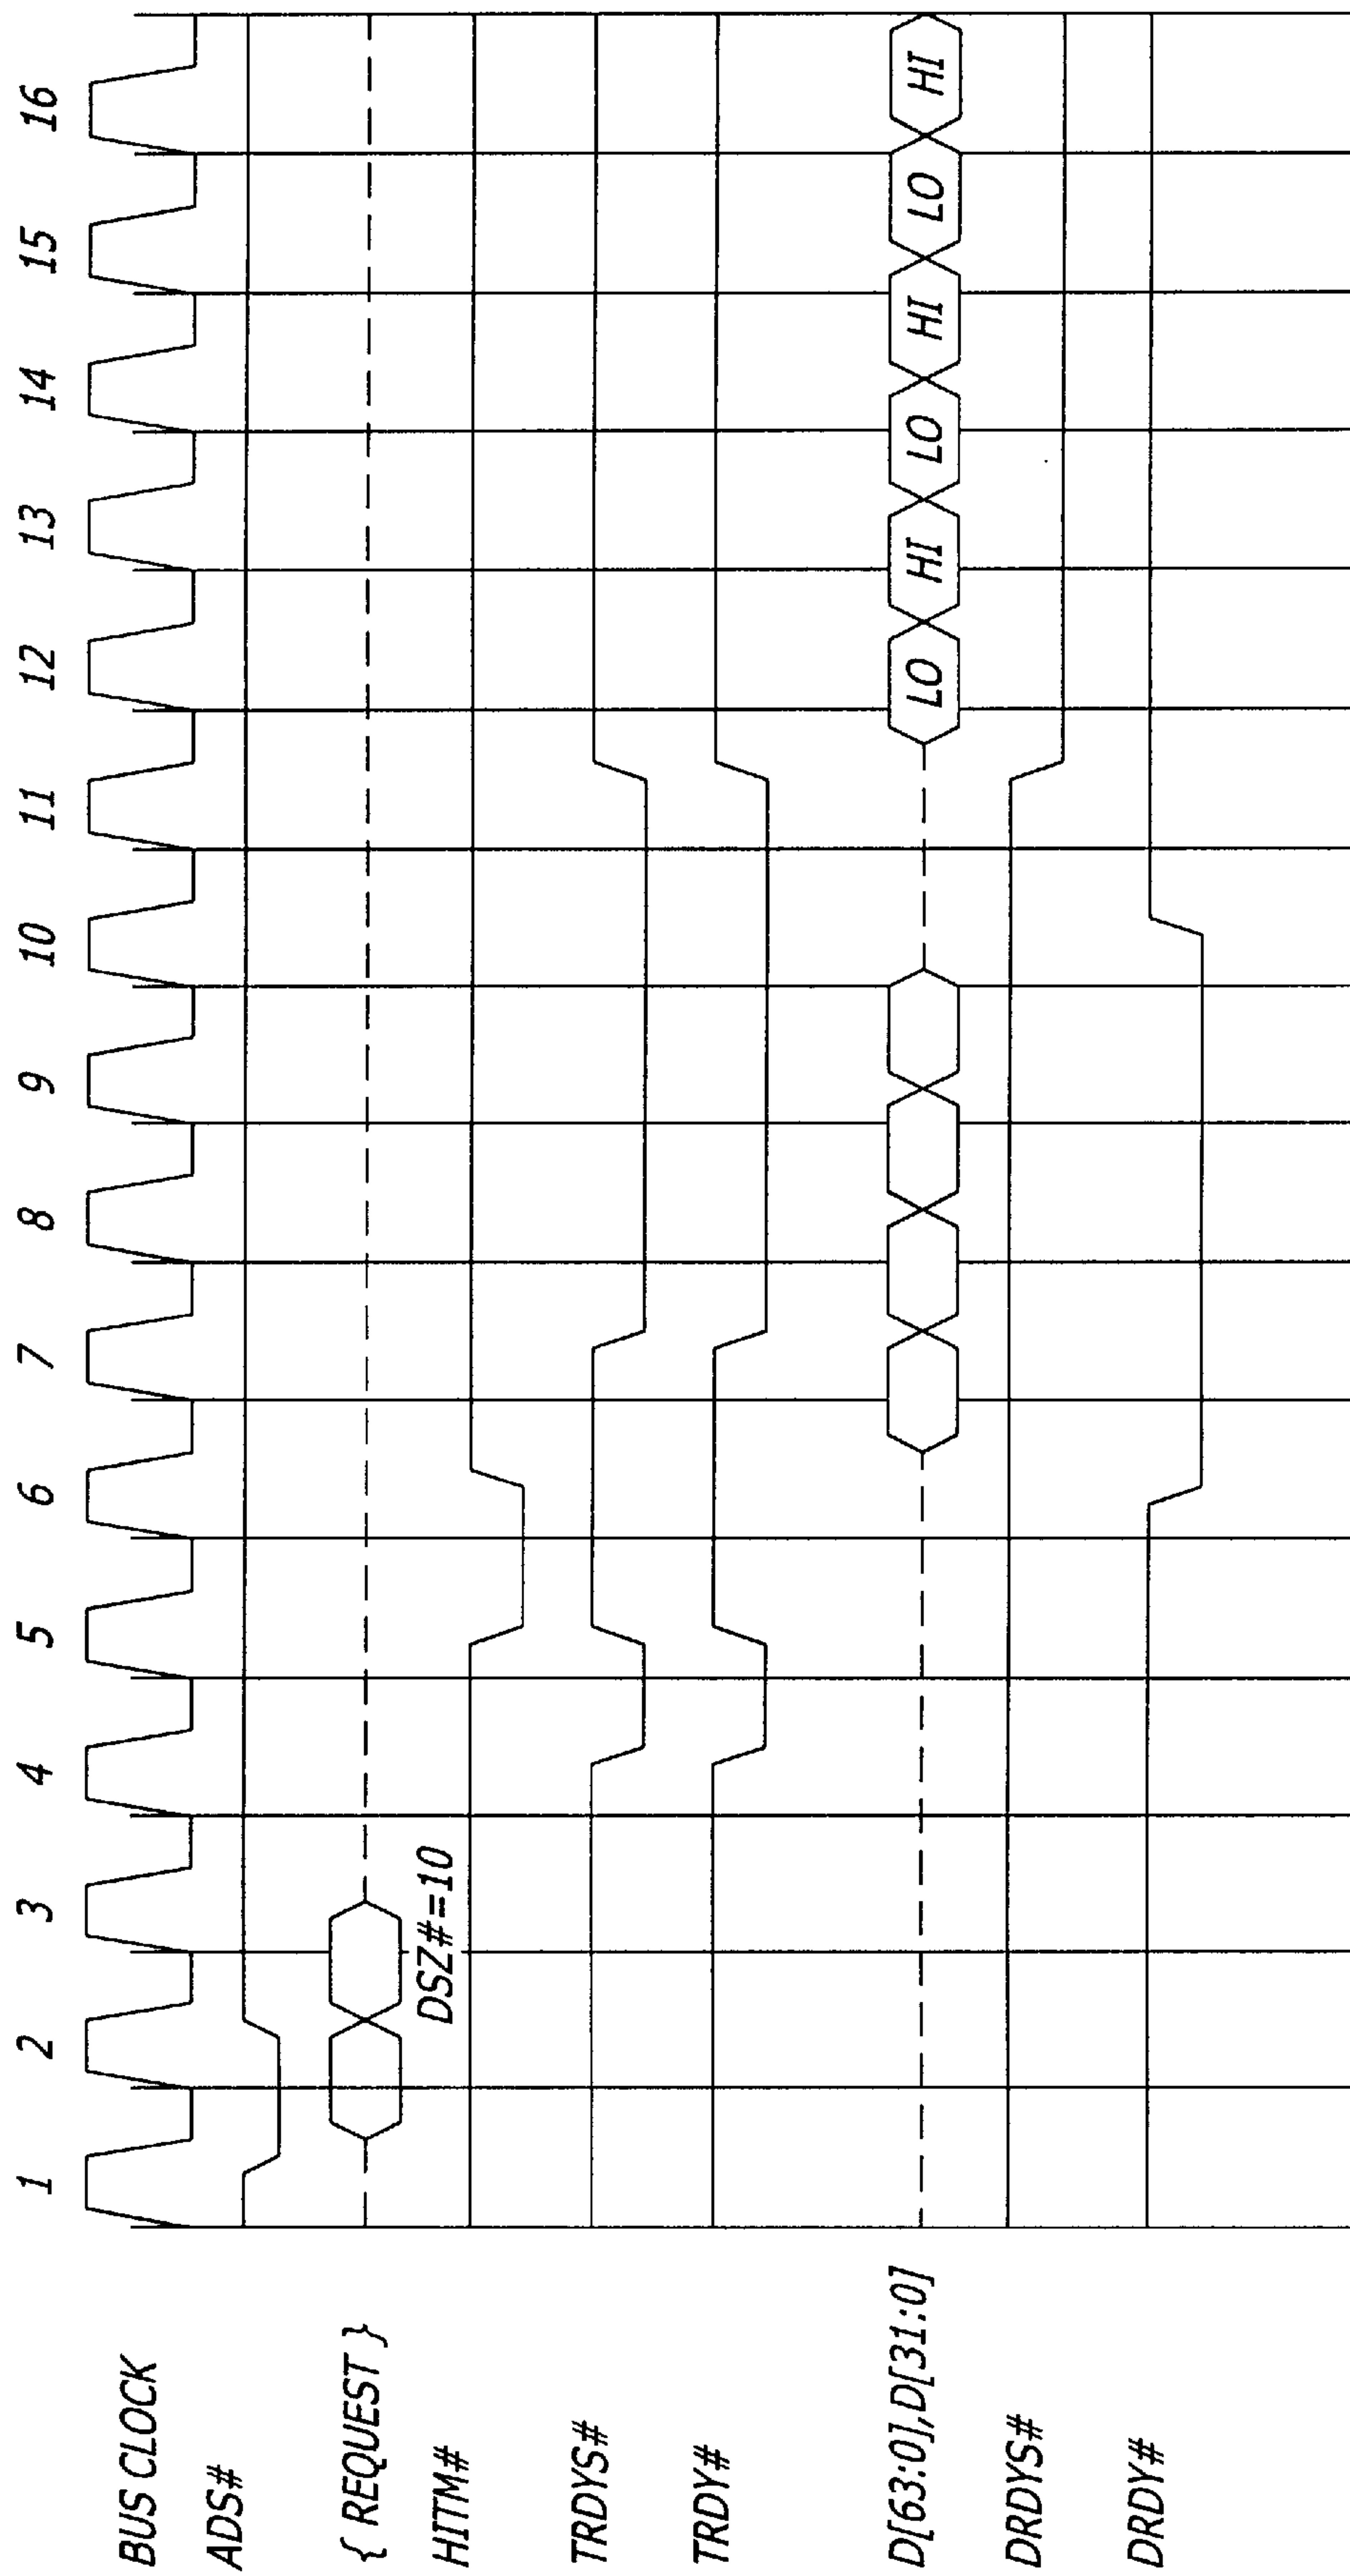 1 2 3 4 5 6 7 8 9 10 11 12 13 14 15 16
BUS CLOCK
ADS#
{ REQUEST }
DSZ#=10
HITM#
TRDYS#
TRDY#
D[63:0],D[31:0] LO HI LO HI LO HI
DRDYS#
DRDY#